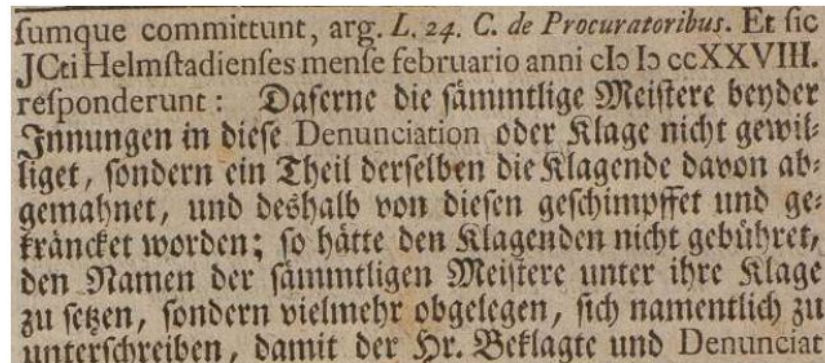 ſumque committunt, arg. L. 24. C. de Procuratoribus. Et ſic
JCti Helmſtadienſes menſe februario anni cIↄ Iↄ ccXXVIII.
reſponderunt: Daferne die ſämmtlige Meiſtere beyder
Innungen in dieſe Denunciation oder Klage nicht gewil-
liget, ſondern ein Theil derſelben die Klagende davon ab-
gemahnet, und deshalb von dieſen geſchimpffet und ge-
kräncket worden; ſo hätte den Klagenden nicht gebühret,
den Namen der ſämmtligen Meiſtere unter ihre Klage
zu ſetzen, ſondern vielmehr obgelegen, ſich namentlich zu
unterſchreiben, damit der Hr. Beklagte und Denunciat